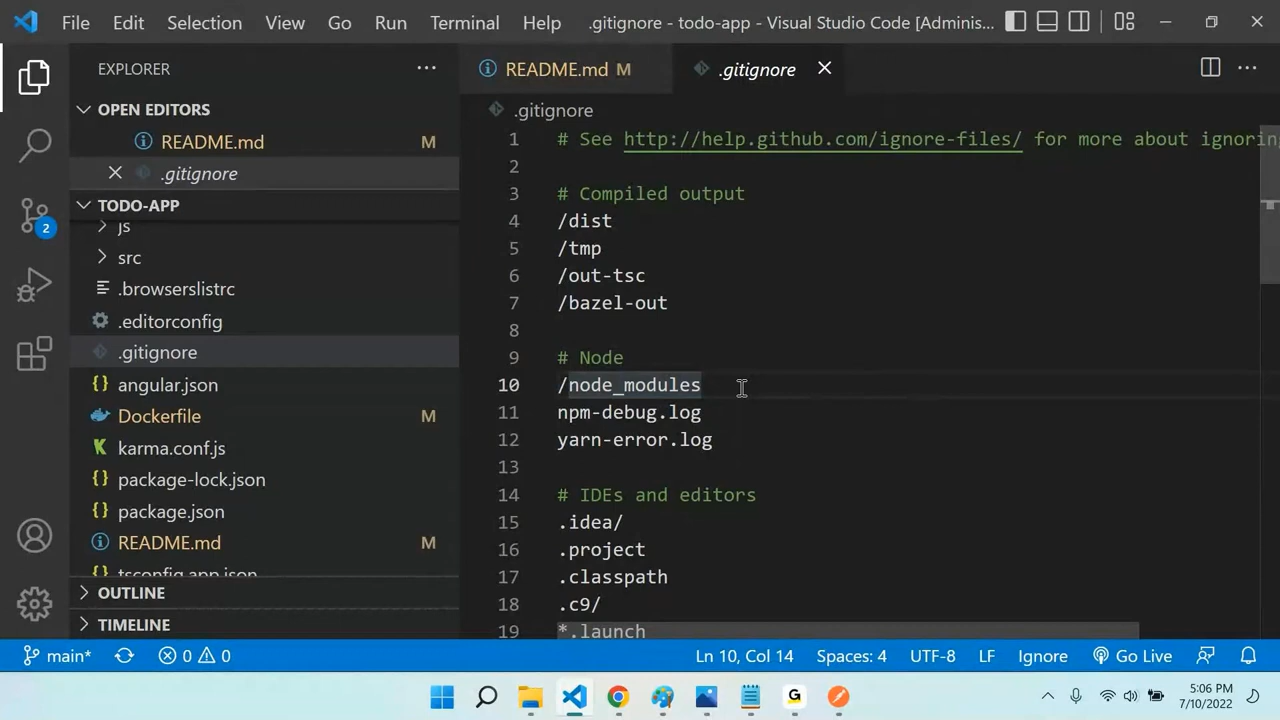 File Edit Selection View Go Run Terminal Help .gitignore - todo-app - Visual Studio Code [Adminis...
EXPLORER
OPEN EDITORS
README.md M
.gitignore
TODO-APP
js
src
.browserslistrc
.editorconfig
.gitignore
angular.json
Dockerfile M
karma.conf.js
package-lock.json
package.json
README.md M
tsconfig.app.json
OUTLINE
TIMELINE
2
README.md M
.gitignore
.gitignore
1 # See http://help.github.com/ignore-files/ for more about ignoring
2
3 # Compiled output
4 /dist
5 /tmp
6 /out-tsc
7 /bazel-out
8
9 # Node
10 /node_modules
11 npm-debug.log
12 yarn-error.log
13
14 # IDEs and editors
15 .idea/
16 .project
17 .classpath
18 .c9/
19 *.launch
main* 0 0 Ln 10, Col 14 Spaces: 4 UTF-8 LF Ignore Go Live
5:06 PM
7/10/2022